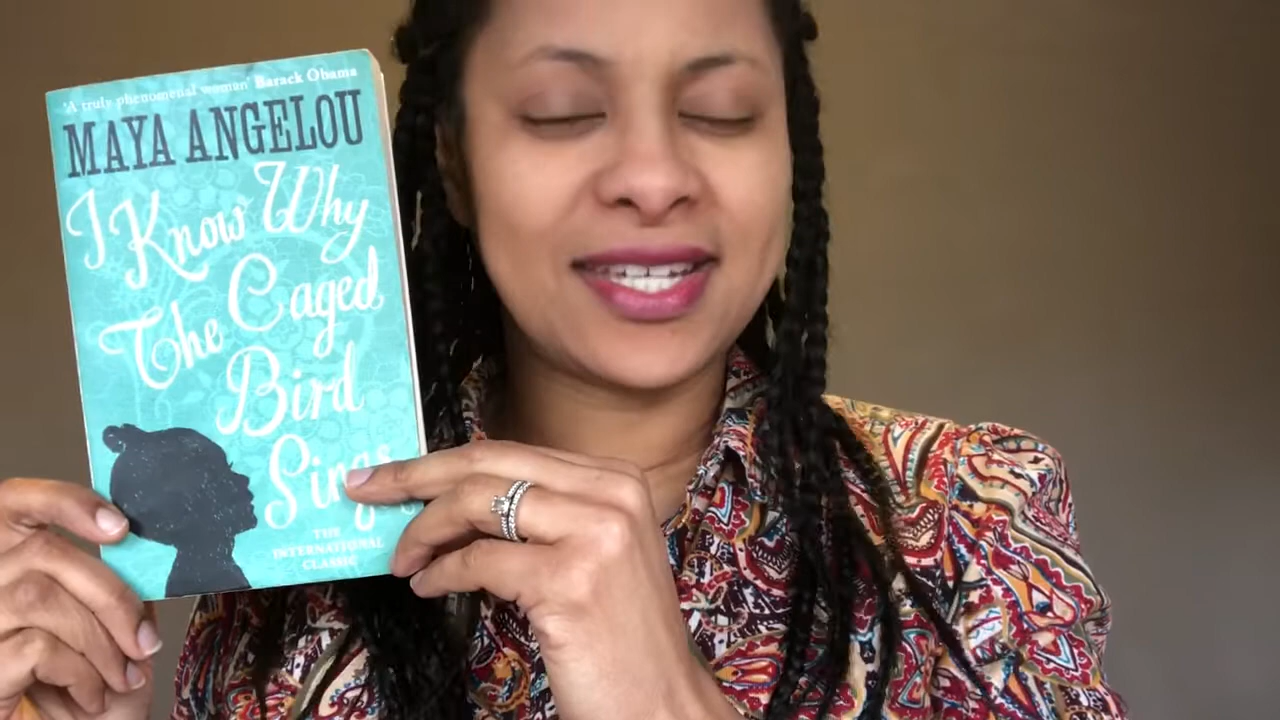 'A truly phenomenal woman' Barack Obama
MAYA ANGELOU
I Know Why
The Caged
Bird
Sings
THE
INTERNATIONAL
CLASSIC